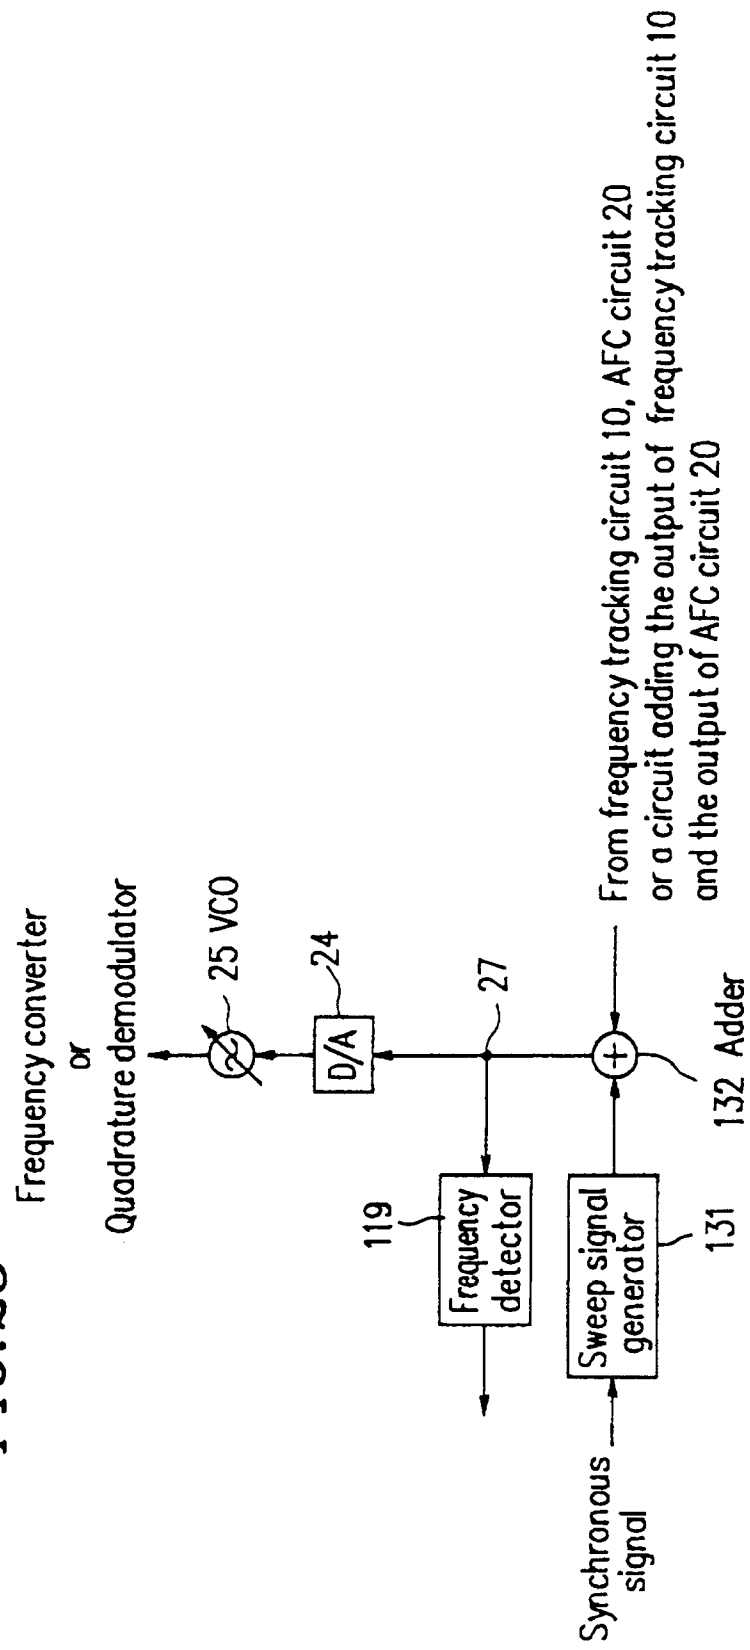 Frequency converter
or
Quadrature demodulator
25 VCO
24
D/A
27
119
Frequency
detector
From frequency tracking circuit 10, AFC circuit 20
or a circuit adding the output of frequency tracking circuit 10
and the output of AFC circuit 20
+
132 Adder
Sweep signal
generator
131
Synchronous
signal